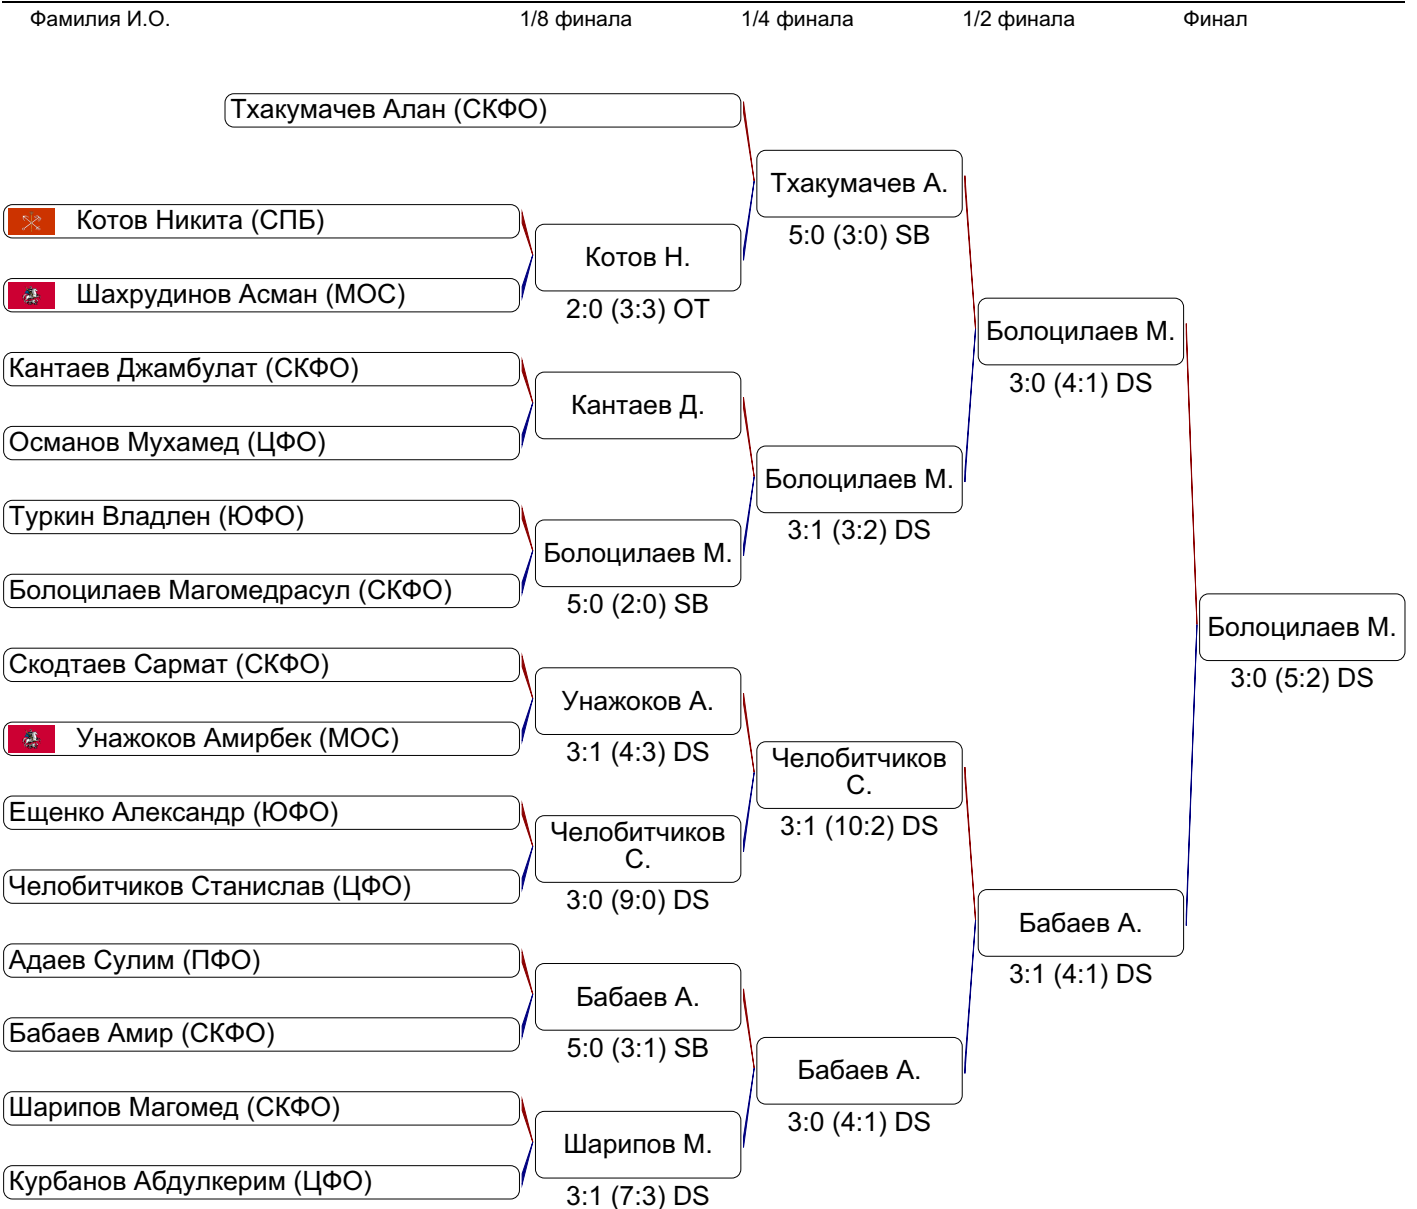 Фамилия И.О. 1/8 финала 1/4 финала 1/2 финала Финал
Тхакумачев Алан (СКФО)
Тхакумачев А.
5:0 (3:0) SB
Котов Никита (СПБ)
Котов Н.
2:0 (3:3) OT
Шахрудинов Асман (МОС)
Болоцилаев М.
3:0 (4:1) DS
Кантаев Джамбулат (СКФО)
Кантаев Д.
Османов Мухамед (ЦФО)
Болоцилаев М.
3:1 (3:2) DS
Туркин Владлен (ЮФО)
Болоцилаев М.
5:0 (2:0) SB
Болоцилаев Магомедрасул (СКФО)
Болоцилаев М.
3:0 (5:2) DS
Скодтаев Сармат (СКФО)
Унажоков А.
3:1 (4:3) DS
Унажоков Амирбек (МОС)
Челобитчиков
С.
3:1 (10:2) DS
Ещенко Александр (ЮФО)
Челобитчиков
С.
3:0 (9:0) DS
Челобитчиков Станислав (ЦФО)
Бабаев А.
3:1 (4:1) DS
Адаев Сулим (ПФО)
Бабаев А.
5:0 (3:1) SB
Бабаев Амир (СКФО)
Бабаев А.
3:0 (4:1) DS
Шарипов Магомед (СКФО)
Шарипов М.
3:1 (7:3) DS
Курбанов Абдулкерим (ЦФО)